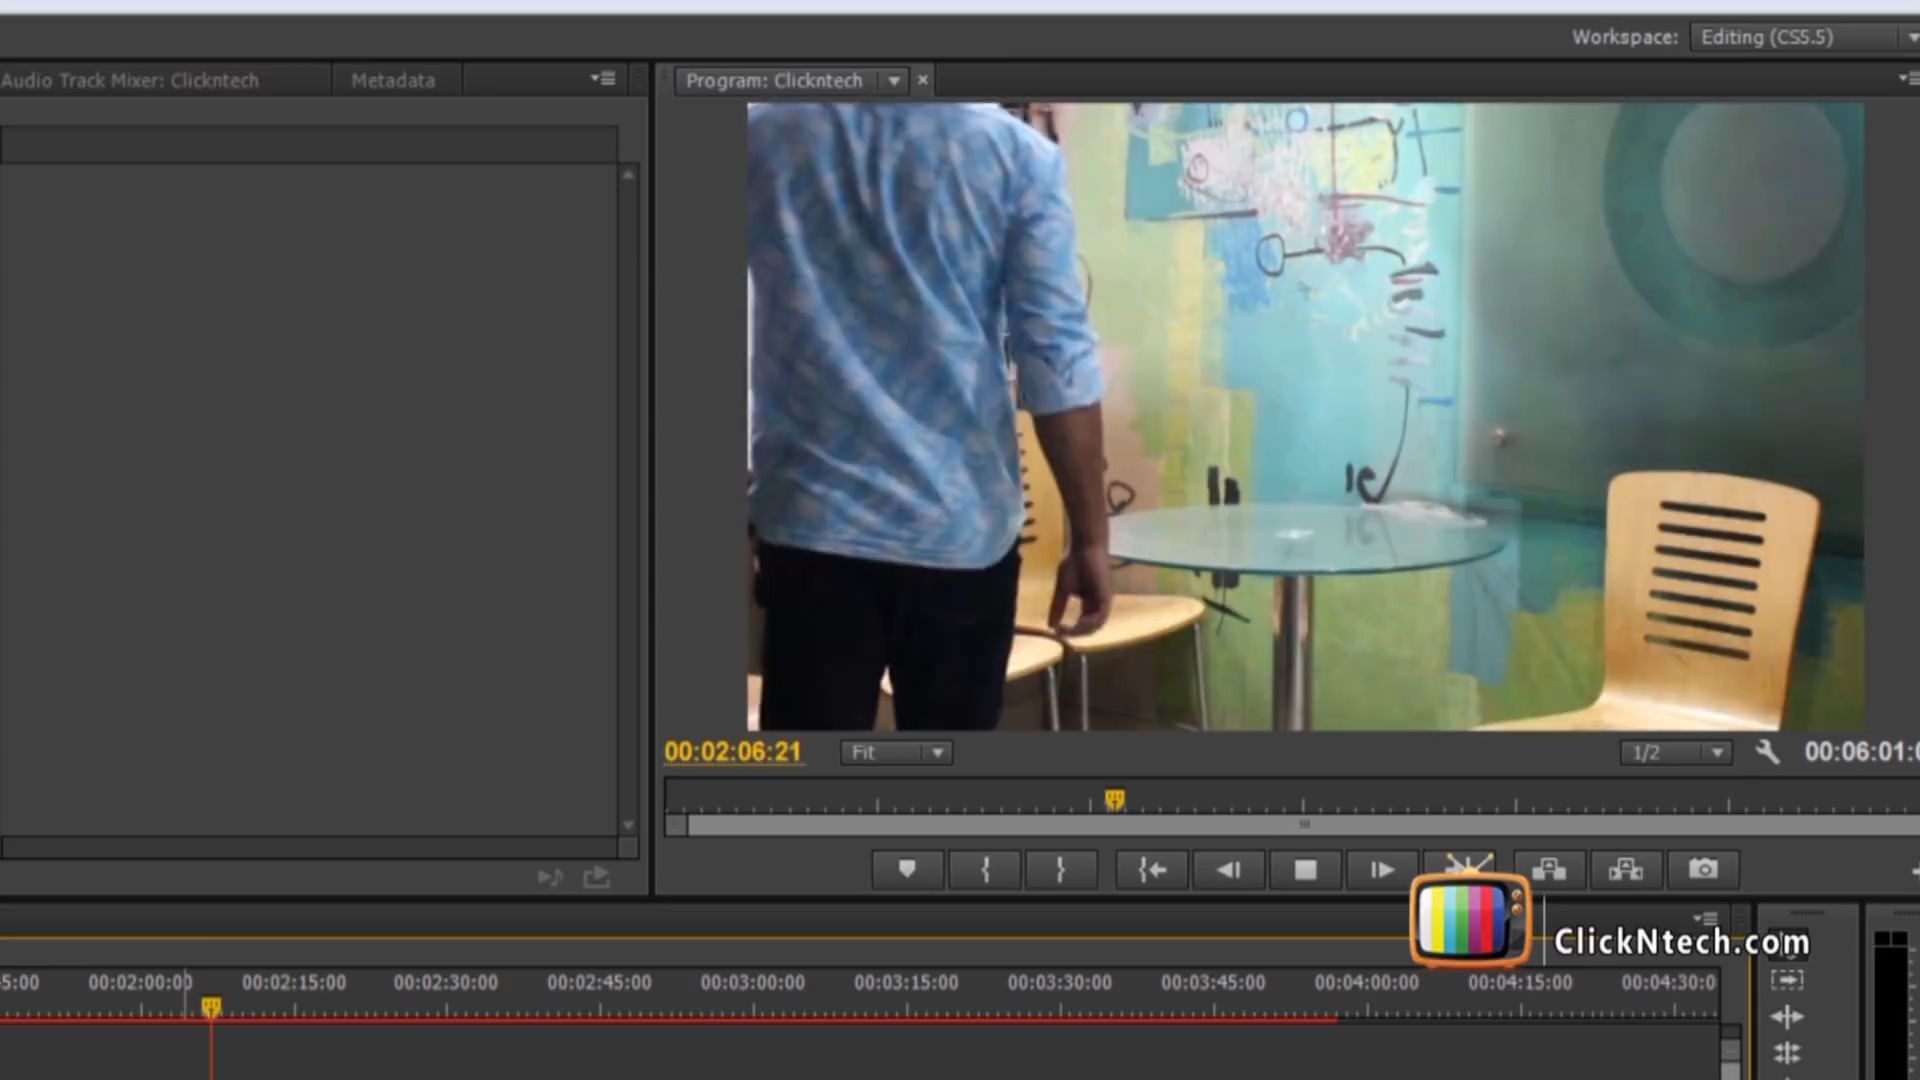 Workspace: Editing (CS5.5)
Audio Track Mixer: Clickntech Metadata Program: Clickntech
00:02:06:21 Fit 1/2 00:06:01:0
ClickNtech.com
5:00 00:02:00:00 00:02:15:00 00:02:30:00 00:02:45:00 00:03:00:00 00:03:15:00 00:03:30:00 00:03:45:00 00:04:00:00 00:04:15:00 00:04:30:0